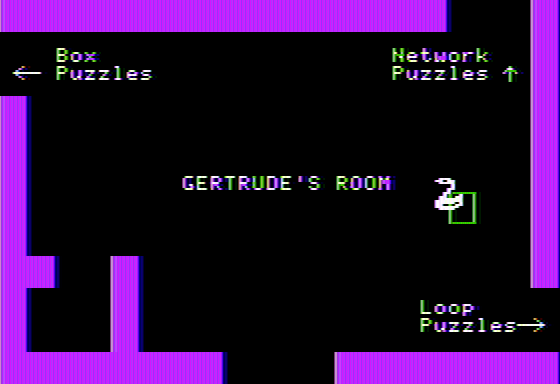 Box
← Puzzles
Network
Puzzles ↑
GERTRUDE'S ROOM
Loop
Puzzles→